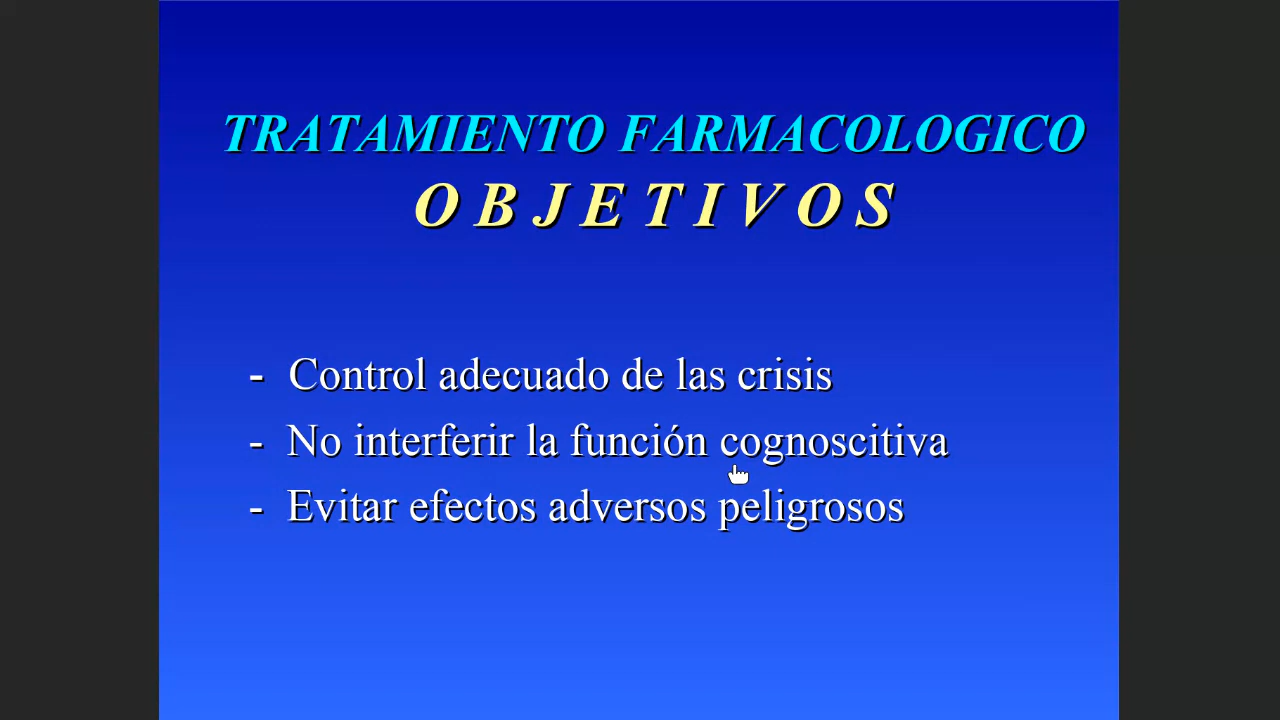 TRATAMIENTO FARMACOLOGICO
O B J E T I V O S
- Control adecuado de las crisis
- No interferir la función cognoscitiva
- Evitar efectos adversos peligrosos